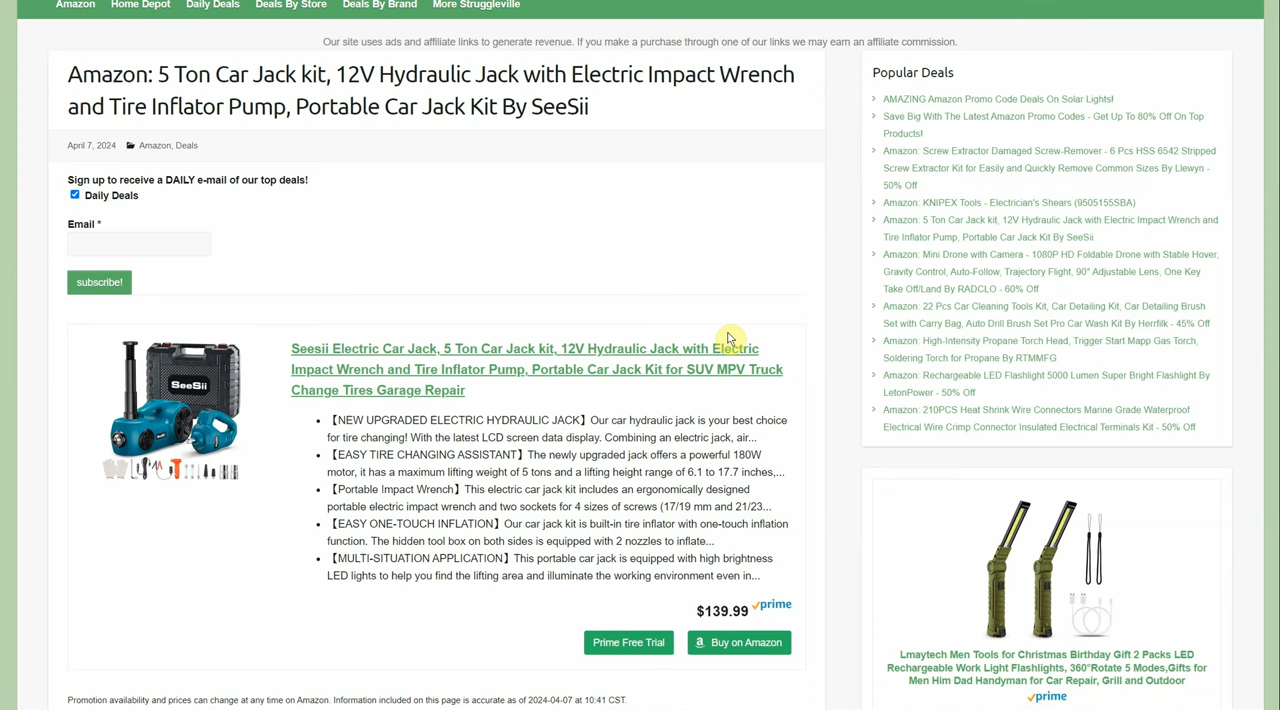 Amazon
Home Depot
Daily Deals
Deals By Store
Deals By Brand
More Struggleville
Our site uses ads and affiliate links to generate revenue. If you make a purchase through one of our links we may earn an affiliate commission.
Amazon: 5 Ton Car Jack kit, 12V Hydraulic Jack with Electric Impact Wrench
and Tire Inflator Pump, Portable Car Jack Kit By SeeSii
April 7, 2024
Amazon, Deals
Sign up to receive a DAILY e-mail of our top deals!
Daily Deals
Email *
subscribe!
SeeSii
Seesii Electric Car Jack, 5 Ton Car Jack kit, 12V Hydraulic Jack with Electric
Impact Wrench and Tire Inflator Pump, Portable Car Jack Kit for SUV MPV Truck
Change Tires Garage Repair
• 【NEW UPGRADED ELECTRIC HYDRAULIC JACK】Our car hydraulic jack is your best choice
for tire changing! With the latest LCD screen data display. Combining an electric jack, air...
• 【EASY TIRE CHANGING ASSISTANT】The newly upgraded jack offers a powerful 180W
motor, it has a maximum lifting weight of 5 tons and a lifting height range of 6.1 to 17.7 inches,...
• 【Portable Impact Wrench】This electric car jack kit includes an ergonomically designed
portable electric impact wrench and two sockets for 4 sizes of screws (17/19 mm and 21/23...
• 【EASY ONE-TOUCH INFLATION】Our car jack kit is built-in tire inflator with one-touch inflation
function. The hidden tool box on both sides is equipped with 2 nozzles to inflate...
• 【MULTI-SITUATION APPLICATION】This portable car jack is equipped with high brightness
LED lights to help you find the lifting area and illuminate the working environment even in...
$139.99 prime
Prime Free Trial
Buy on Amazon
Promotion availability and prices can change at any time on Amazon. Information included on this page is accurate as of 2024-04-07 at 10:41 CST.
Popular Deals
AMAZING Amazon Promo Code Deals On Solar Lights!
Save Big With The Latest Amazon Promo Codes - Get Up To 80% Off On Top
Products!
Amazon: Screw Extractor Damaged Screw-Remover - 6 Pcs HSS 6542 Stripped
Screw Extractor Kit for Easily and Quickly Remove Common Sizes By Llewyn -
50% Off
Amazon: KNIPEX Tools - Electrician's Shears (9505155SBA)
Amazon: 5 Ton Car Jack kit, 12V Hydraulic Jack with Electric Impact Wrench and
Tire Inflator Pump, Portable Car Jack Kit By SeeSii
Amazon: Mini Drone with Camera - 1080P HD Foldable Drone with Stable Hover,
Gravity Control, Auto-Follow, Trajectory Flight, 90° Adjustable Lens, One Key
Take Off/Land By RADCLO - 60% Off
Amazon: 22 Pcs Car Cleaning Tools Kit, Car Detailing Kit, Car Detailing Brush
Set with Carry Bag, Auto Drill Brush Set Pro Car Wash Kit By Herrfilk - 45% Off
Amazon: High-Intensity Propane Torch Head, Trigger Start Mapp Gas Torch,
Soldering Torch for Propane By RTMMFG
Amazon: Rechargeable LED Flashlight 5000 Lumen Super Bright Flashlight By
LetonPower - 50% Off
Amazon: 210PCS Heat Shrink Wire Connectors Marine Grade Waterproof
Electrical Wire Crimp Connector Insulated Electrical Terminals Kit - 50% Off
Lmaytech Men Tools for Christmas Birthday Gift 2 Packs LED
Rechargeable Work Light Flashlights, 360°Rotate 5 Modes,Gifts for
Men Him Dad Handyman for Car Repair, Grill and Outdoor
prime